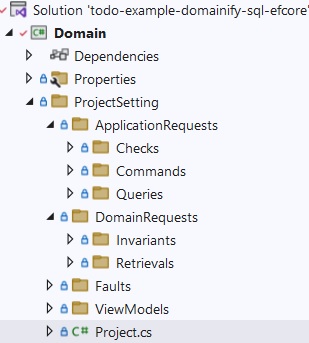 Solution 'todo-example-domainify-sql-efcore'
C# Domain
Dependencies
Properties
ProjectSetting
ApplicationRequests
Checks
Commands
Queries
DomainRequests
Invariants
Retrievals
Faults
ViewModels
C# Project.cs